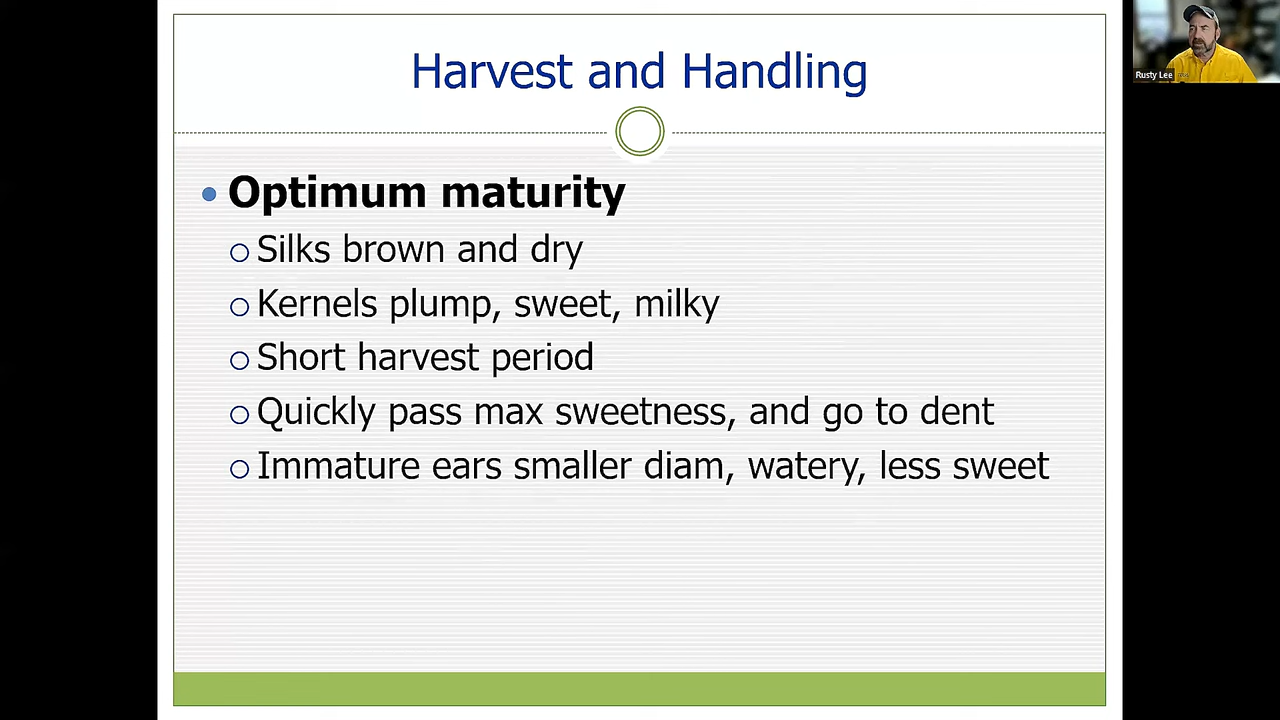 Harvest and Handling
Optimum maturity
Silks brown and dry
Kernels plump, sweet, milky
Short harvest period
Quickly pass max sweetness, and go to dent
Immature ears smaller diam, watery, less sweet
Rusty Lee